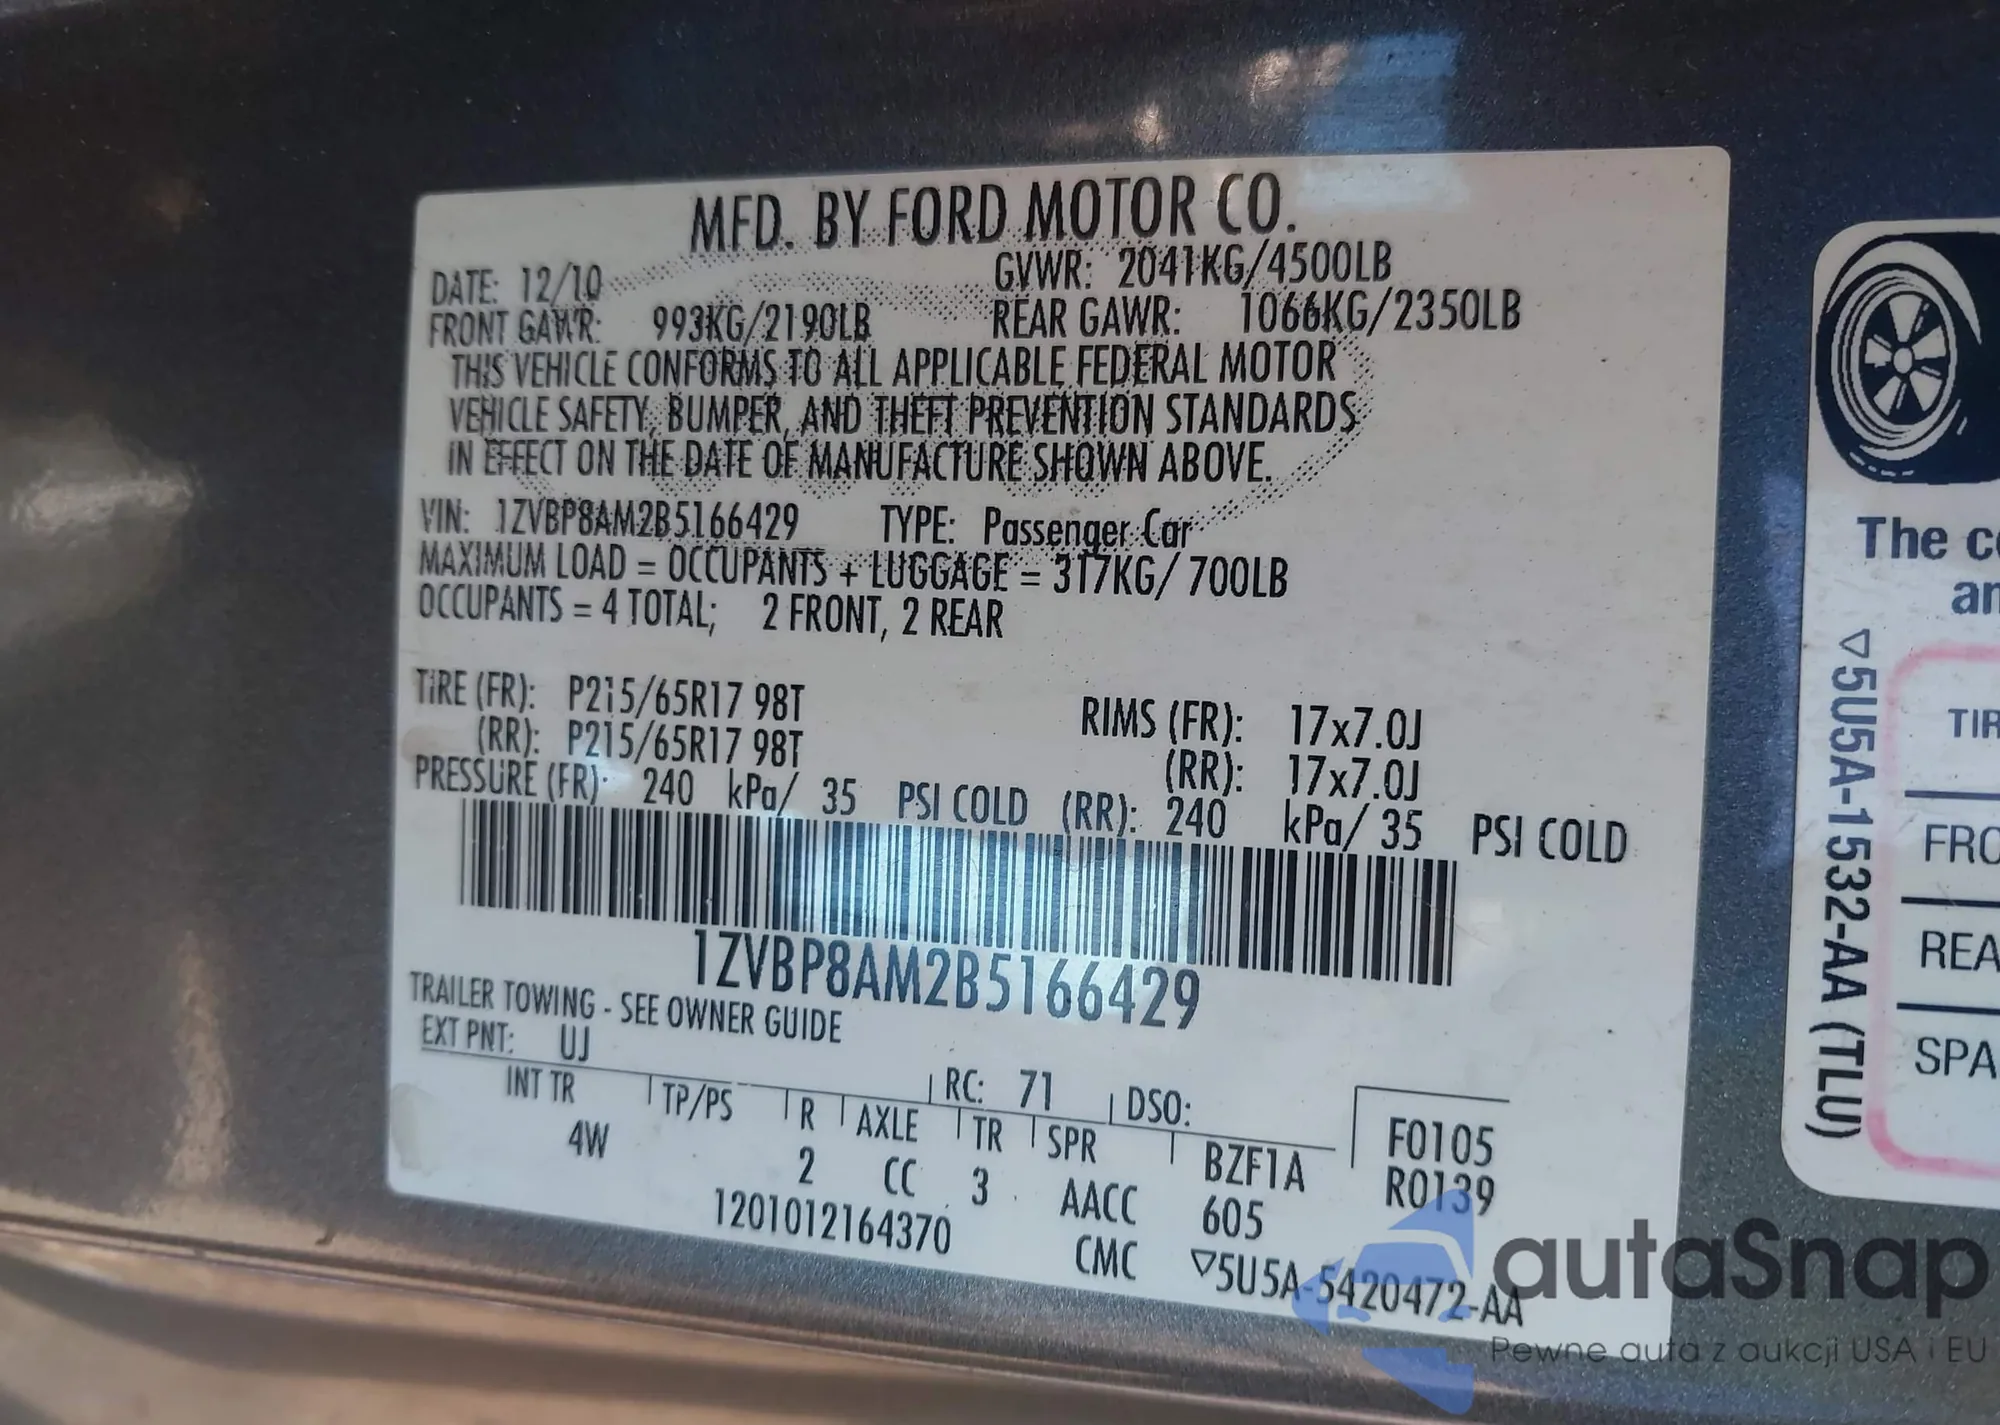 MFD. BY FORD MOTOR CO.
DATE: 12/10 GVWR: 2041KG/4500LB
FRONT GAWR: 993KG/2190LB REAR GAWR: 1066KG/2350LB
THIS VEHICLE CONFORMS TO ALL APPLICABLE FEDERAL MOTOR
VEHICLE SAFETY, BUMPER, AND THEFT PREVENTION STANDARDS
IN EFFECT ON THE DATE OF MANUFACTURE SHOWN ABOVE.
VIN: 1ZVBP8AM2B5166429 TYPE: Passenger Car
MAXIMUM LOAD = OCCUPANTS + LUGGAGE = 317KG/ 700LB
OCCUPANTS = 4 TOTAL; 2 FRONT, 2 REAR
TIRE (FR): P215/65R17 98T RIMS (FR): 17x7.0J
(RR): P215/65R17 98T (RR): 17x7.0J
PRESSURE (FR): 240 kPa/ 35 PSI COLD (RR): 240 kPa/ 35 PSI COLD
1ZVBP8AM2B5166429
TRAILER TOWING - SEE OWNER GUIDE
EXT PNT: UJ RC: 71 DSO:
INT TR TP/PS R AXLE TR SPR BZF1A F0105
4W 2 CC 3 AACC 605 R0139
1201012164370 CMC ▽5U5A-5420472-AA
The co
an
▽5U5A-1532-AA (TLU)
TIR
FRO
REA
SPA
autaSnap
Pewne auta z aukcji USA i EU